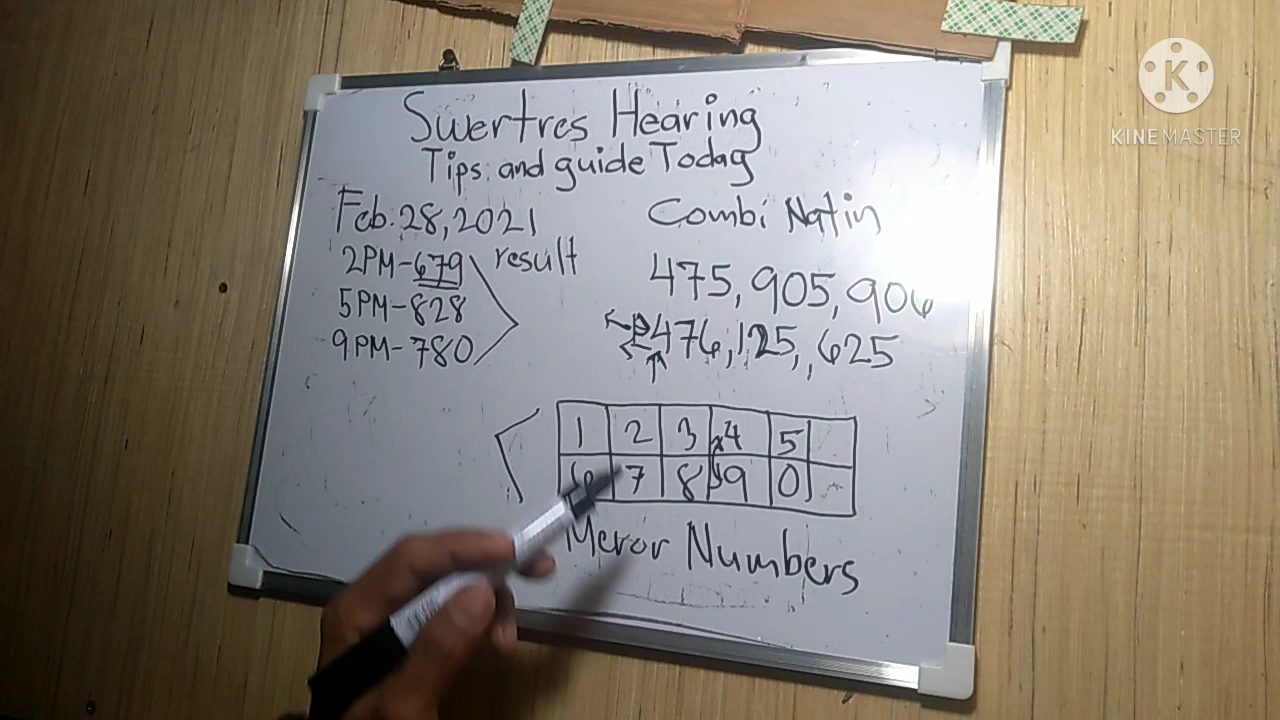 Swertres Hearing
Tips and guide Today
Feb. 28, 2021
2PM-679 result
5PM-828
9PM-780
Combi Natin
475, 905, 906
476, 125, 625
1 2 3 4 5
6 7 8 9 0
Meror Numbers
K
KINEMASTER